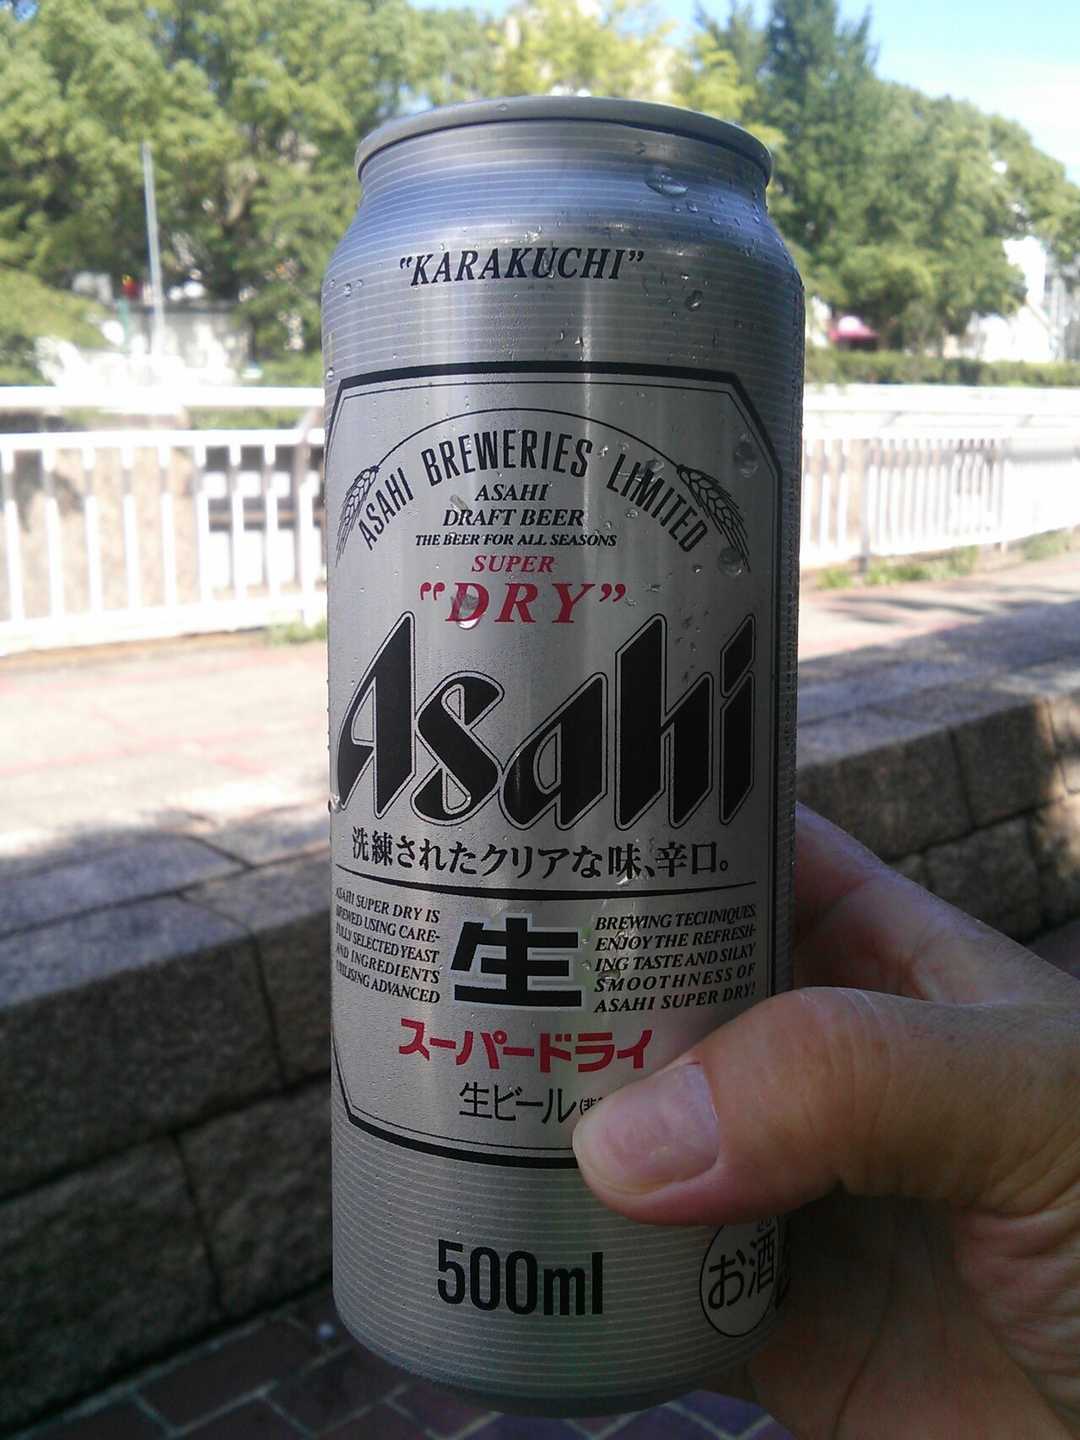 "KARAKUCHI"
ASAHI BREWERIES LIMITED
ASAHI
DRAFT BEER
THE BEER FOR ALL SEASONS
SUPER
"DRY"
Asahi
洗練されたクリアな味、辛口。
ASAHI SUPER DRY IS
BREWED USING CARE-
FULLY SELECTED YEAST
AND INGREDIENTS
UTILISING ADVANCED
生
BREWING TECHNIQUES.
ENJOY THE REFRESH-
ING TASTE AND SILKY
SMOOTHNESS OF
ASAHI SUPER DRY!
スーパードライ
生ビール
500ml
お酒